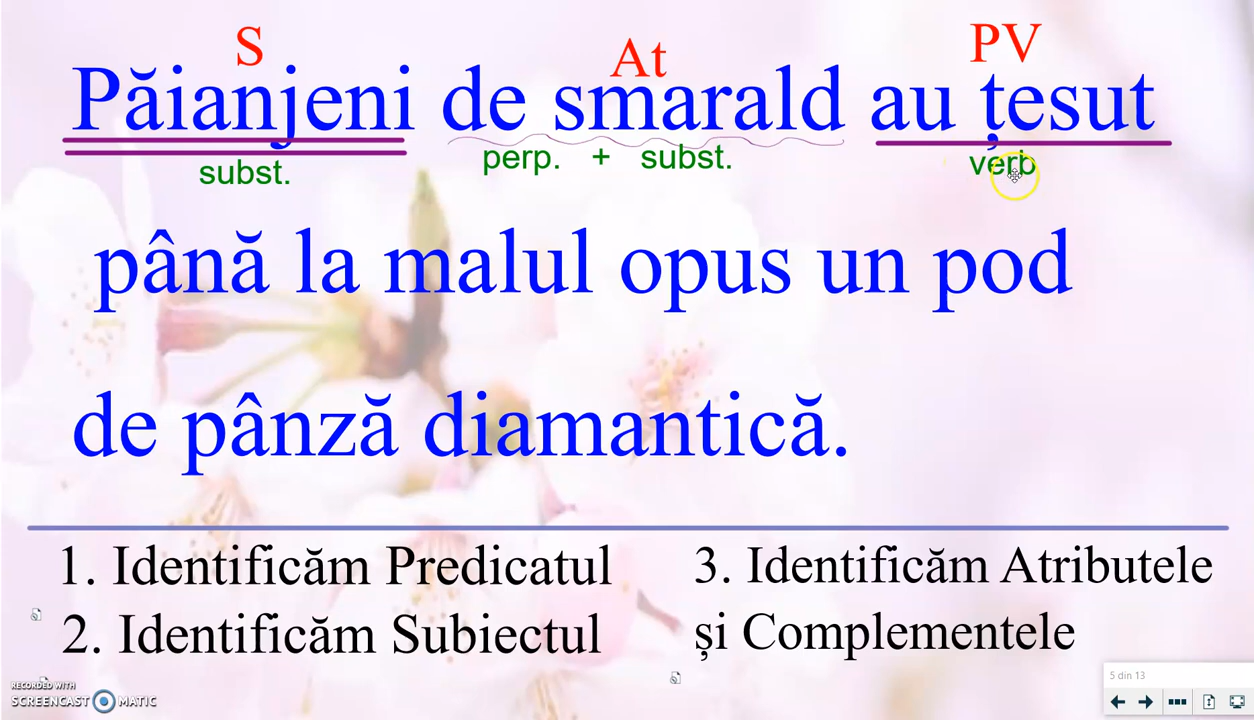 S At PV
Păianjeni de smarald au țesut
subst. perp. + subst. verb
până la malul opus un pod
de pânză diamantică.
1. Identificăm Predicatul
2. Identificăm Subiectul
3. Identificăm Atributele
și Complementele
5 din 13
RECORDED WITH
SCREENCAST MATIC